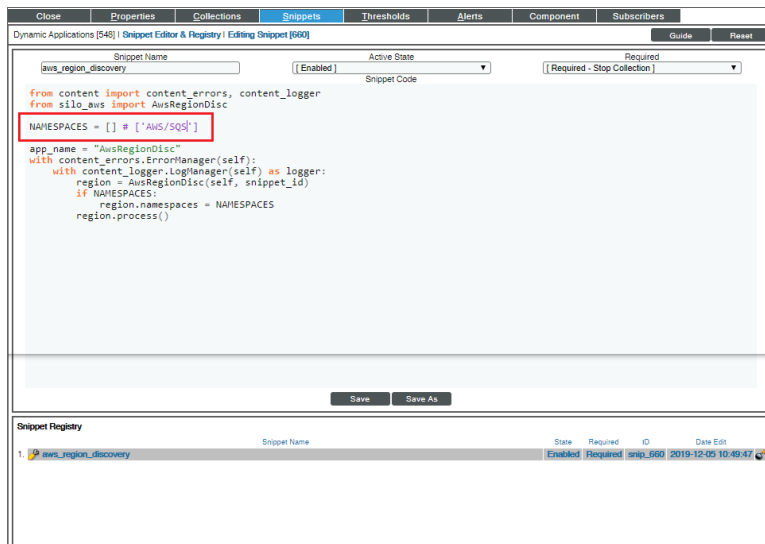 Close Properties Collections Snippets Thresholds Alerts Component Subscribers
Dynamic Applications [548] | Snippet Editor & Registry | Editing Snippet [660] Guide Reset
Snippet Name Active State Required
aws_region_discovery [ Enabled ] [ Required - Stop Collection ]
Snippet Code
from content import content_errors, content_logger
from silo_aws import AwsRegionDisc
NAMESPACES = [] # ['AWS/SQS']
app_name = "AwsRegionDisc"
with content_errors.ErrorManager(self):
with content_logger.LogManager(self) as logger:
region = AwsRegionDisc(self, snippet_id)
if NAMESPACES:
region.namespaces = NAMESPACES
region.process()
Save Save As
Snippet Registry
Snippet Name State Required ID Date Edit
1. aws_region_discovery Enabled Required snip_660 2019-12-05 10:49:47